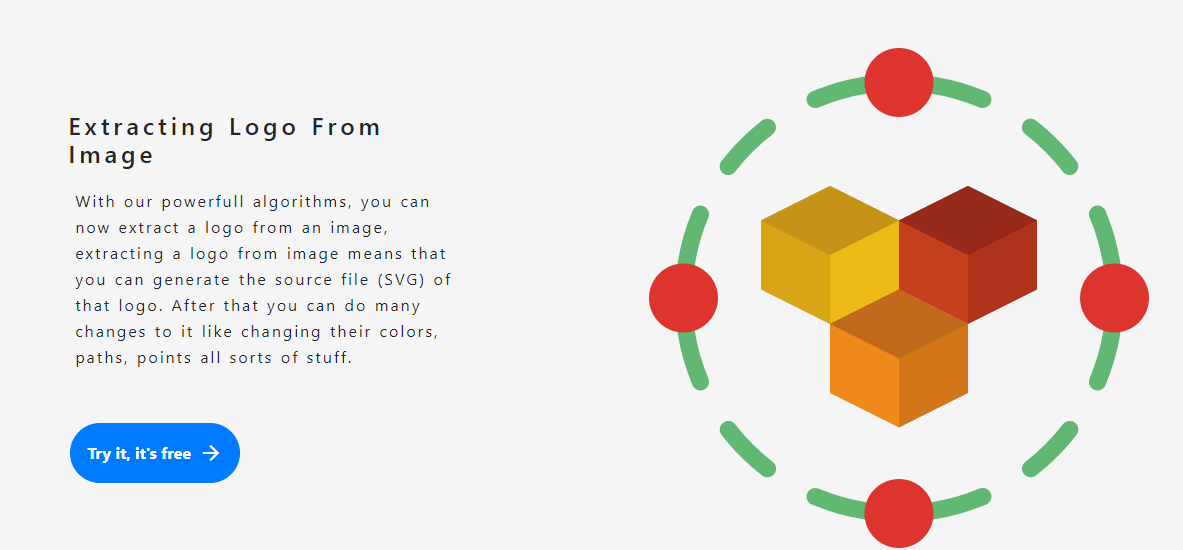 Extracting Logo From
Image
With our powerfull algorithms, you can
now extract a logo from an image,
extracting a logo from image means that
you can generate the source file (SVG) of
that logo. After that you can do many
changes to it like changing their colors,
paths, points all sorts of stuff.
Try it, it's free